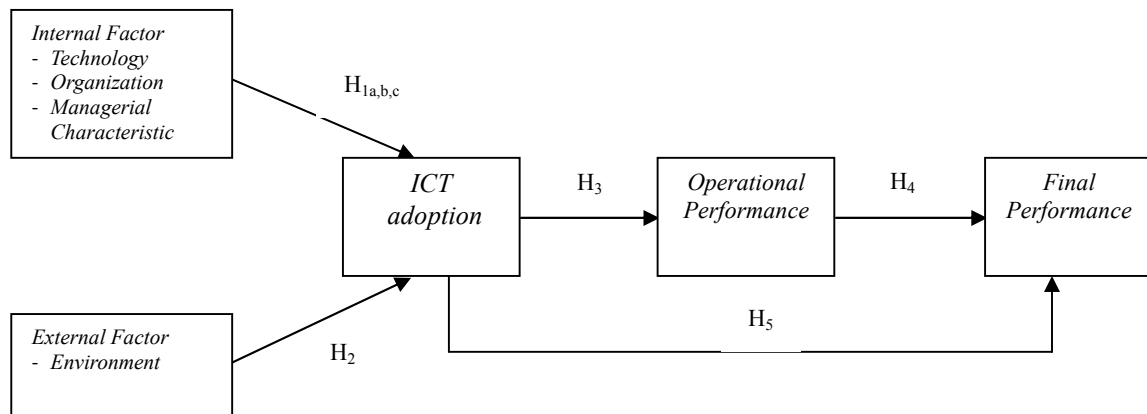 Internal Factor
- Technology
- Organization
- Managerial
Characteristic
H1a,b,c
ICT
adoption
H3
Operational
Performance
H4
Final
Performance
External Factor
- Environment
H2
H5